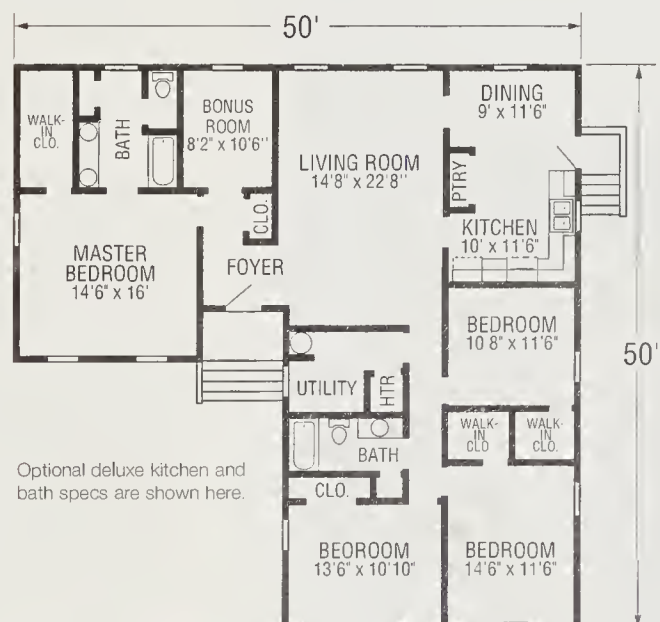 50'
WALK-
IN
CLO.
BATH
BONUS
ROOM
8'2" x 10'6"
LIVING ROOM
14'8" x 22'8"
DINING
9' x 11'6"
PTRY
KITCHEN
10' x 11'6"
CLO.
FOYER
MASTER
BEDROOM
14'6" x 16'
BEDROOM
10 8" x 11'6"
50'
UTILITY
HTR
WALK-
IN
CLO
WALK-
IN
CLO.
BATH
Optional deluxe kitchen and
bath specs are shown here.
CLO.
BEOROOM
13'6" x 10'10"
BEDROOM
14'6" x 11'6"